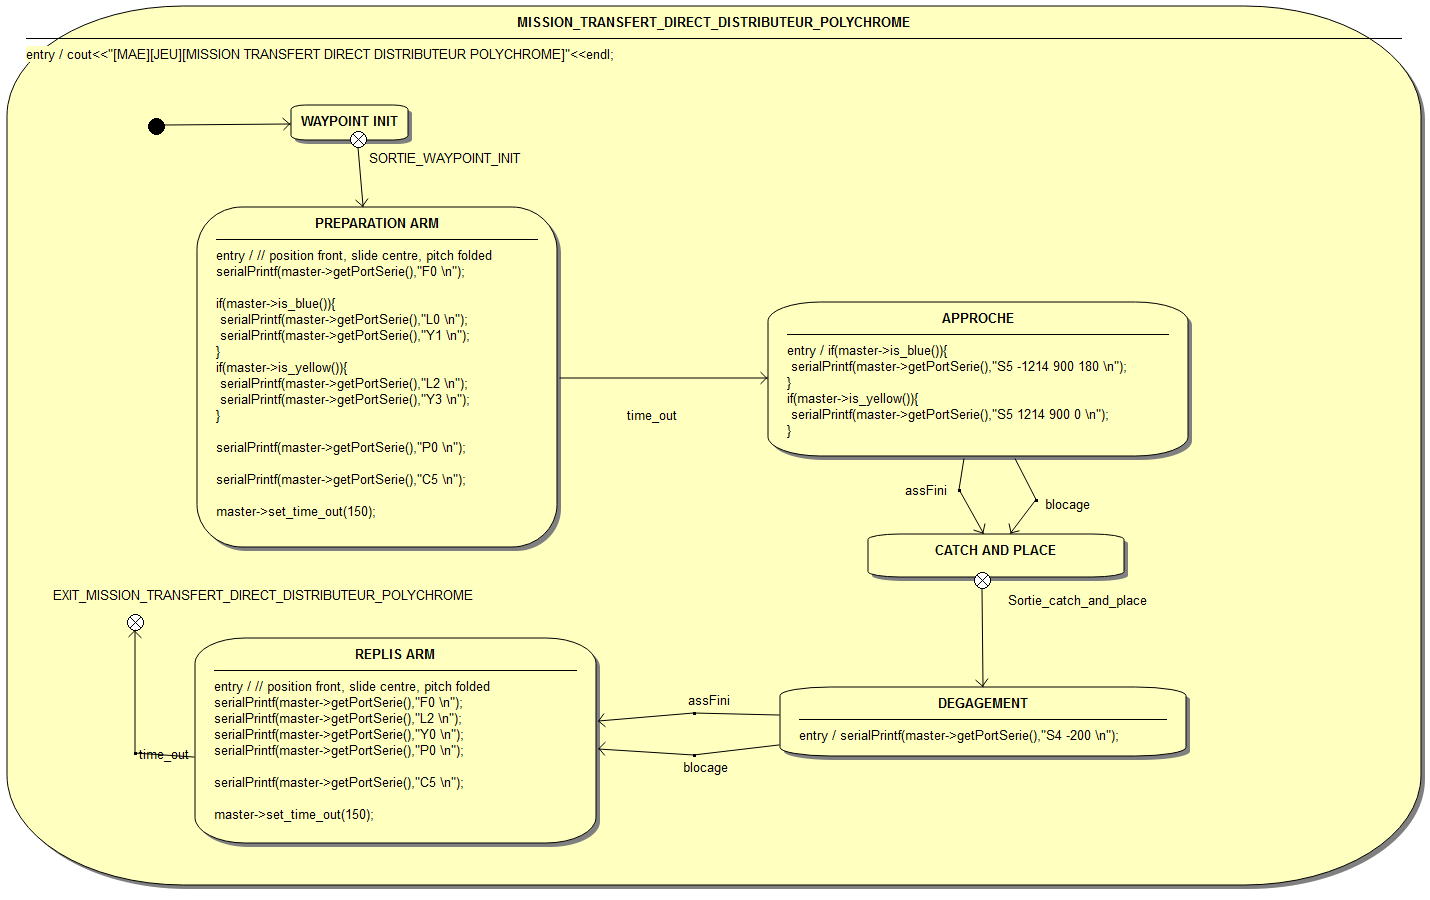 MISSION_TRANSFERT_DIRECT_DISTRIBUTEUR_POLYCHROME
entry / cout<<"[MAE][JEU][MISSION TRANSFERT DIRECT DISTRIBUTEUR POLYCHROME]"<<endl;
WAYPOINT INIT
SORTIE_WAYPOINT_INIT
PREPARATION ARM
entry / // position front, slide centre, pitch folded
serialPrintf(master->getPortSerie(),"F0 \n");
if(master->is_blue()){
serialPrintf(master->getPortSerie(),"L0 \n");
serialPrintf(master->getPortSerie(),"Y1 \n");
}
if(master->is_yellow()){
serialPrintf(master->getPortSerie(),"L2 \n");
serialPrintf(master->getPortSerie(),"Y3 \n");
}
serialPrintf(master->getPortSerie(),"P0 \n");
serialPrintf(master->getPortSerie(),"C5 \n");
master->set_time_out(150);
time_out
APPROCHE
entry / if(master->is_blue()){
serialPrintf(master->getPortSerie(),"S5 -1214 900 180 \n");
}
if(master->is_yellow()){
serialPrintf(master->getPortSerie(),"S5 1214 900 0 \n");
}
assFini
blocage
CATCH AND PLACE
Sortie_catch_and_place
DEGAGEMENT
entry / serialPrintf(master->getPortSerie(),"S4 -200 \n");
assFini
blocage
REPLIS ARM
entry / // position front, slide centre, pitch folded
serialPrintf(master->getPortSerie(),"F0 \n");
serialPrintf(master->getPortSerie(),"L2 \n");
serialPrintf(master->getPortSerie(),"Y0 \n");
serialPrintf(master->getPortSerie(),"P0 \n");
serialPrintf(master->getPortSerie(),"C5 \n");
master->set_time_out(150);
time_out
EXIT_MISSION_TRANSFERT_DIRECT_DISTRIBUTEUR_POLYCHROME